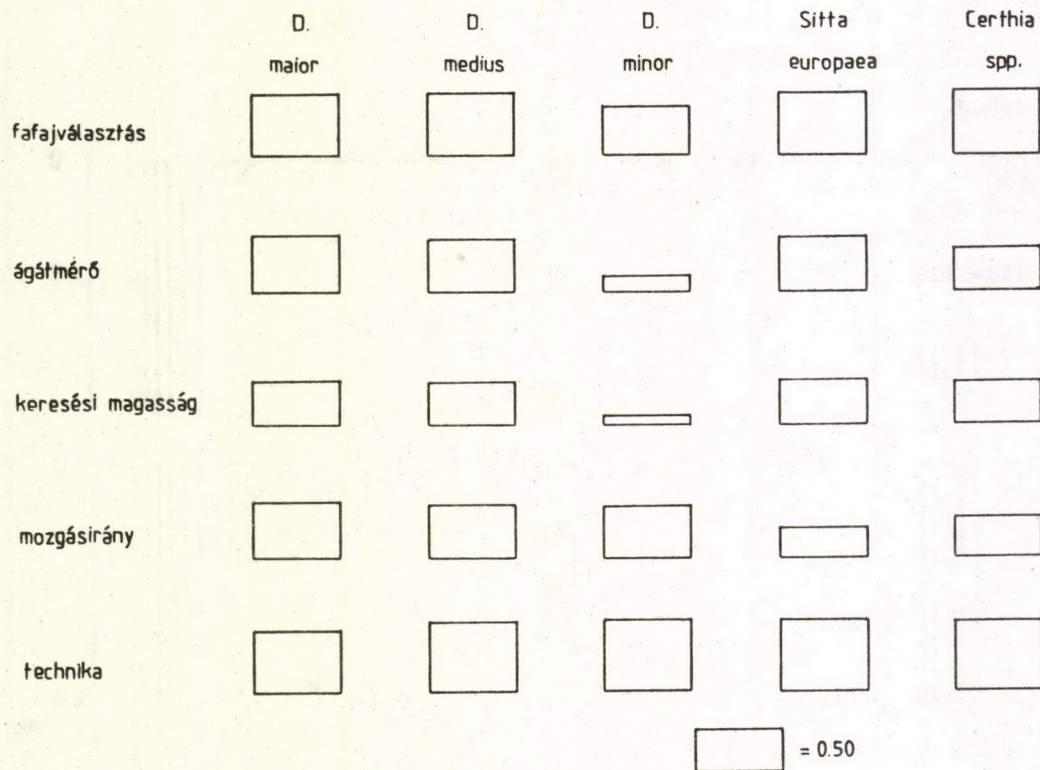 D. D. D. Sitta Certhia
maior medius minor europaea spp.
fafajválasztás
ágátmérő
keresési magasság
mozgásirány
technika
= 0.50